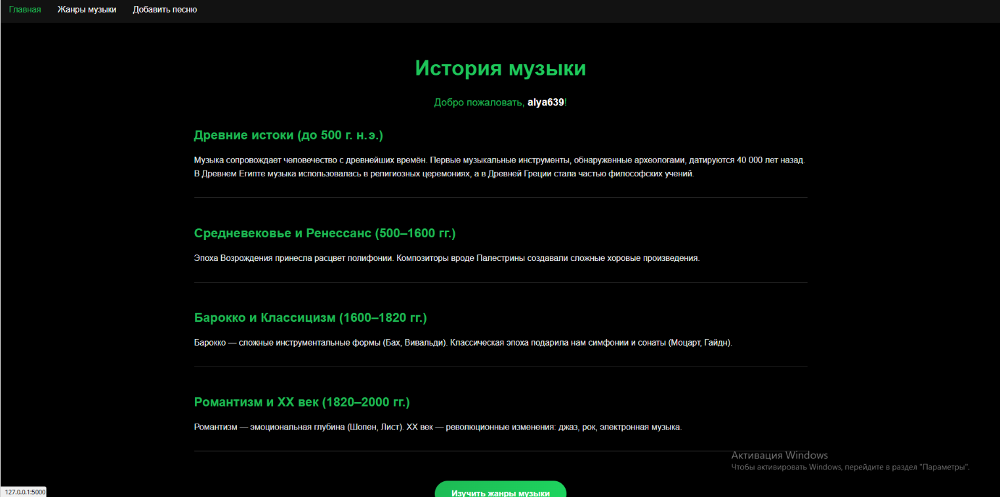 Главная Жанры музыки Добавить песню
История музыки
Добро пожаловать, alya639!
Древние истоки (до 500 г. н.э.)
Музыка сопровождает человечество с древнейших времён. Первые музыкальные инструменты, обнаруженные археологами, датируются 40 000 лет назад.
В Древнем Египте музыка использовалась в религиозных церемониях, а в Древней Греции стала частью философских учений.
Средневековье и Ренессанс (500–1600 гг.)
Эпоха Возрождения принесла расцвет полифонии. Композиторы вроде Палестрины создавали сложные хоровые произведения.
Барокко и Классицизм (1600–1820 гг.)
Барокко — сложные инструментальные формы (Бах, Вивальди). Классическая эпоха подарила нам симфонии и сонаты (Моцарт, Гайдн).
Романтизм и XX век (1820–2000 гг.)
Романтизм — эмоциональная глубина (Шопен, Лист). XX век — революционные изменения: джаз, рок, электронная музыка.
Активация Windows
Чтобы активировать Windows, перейдите в раздел "Параметры".
Изучить жанры музыки
127.0.0.1:5000